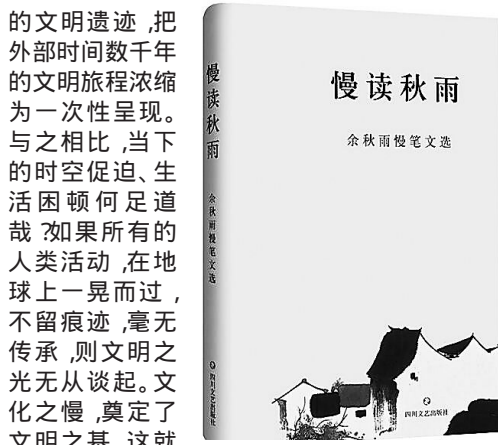 的文明遗迹,把
外部时间数千年
的文明旅程浓缩
为一次性呈现。
与之相比,当下
的时空促迫、生
活困顿何足道
哉?如果所有的
人类活动,在地
球上一晃而过,
不留痕迹,毫无
传承,则文明之
光无从谈起。文
化之慢,奠定了
文明之基,这就
慢读秋雨
余秋雨慢笔文选
四川文艺出版社
慢读秋雨
余秋雨慢笔文选
四川文艺出版社